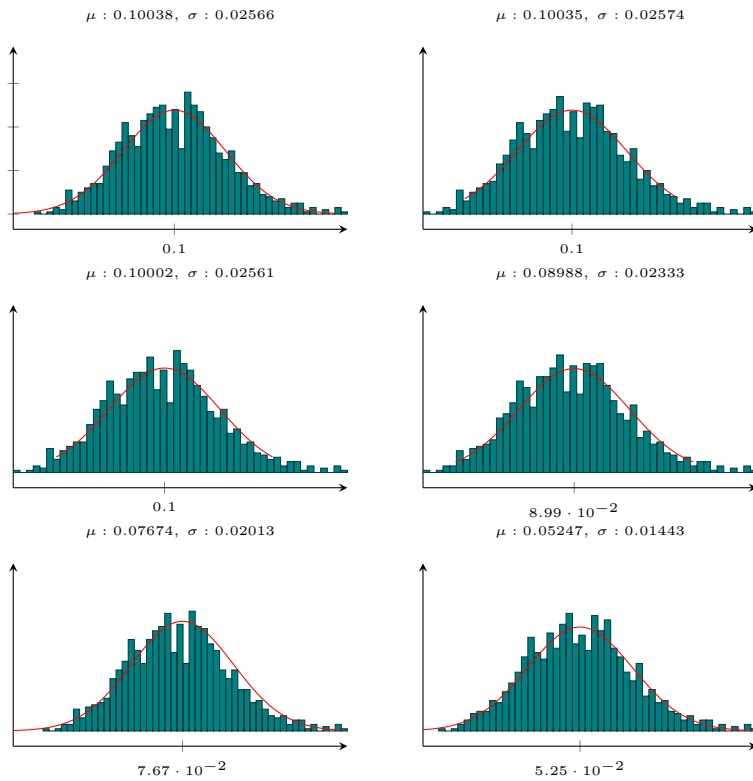 μ : 0.10038, σ : 0.02566
μ : 0.10035, σ : 0.02574
0.1
0.1
μ : 0.10002, σ : 0.02561
μ : 0.08988, σ : 0.02333
0.1
8.99 · 10⁻²
μ : 0.07674, σ : 0.02013
μ : 0.05247, σ : 0.01443
7.67 · 10⁻²
5.25 · 10⁻²